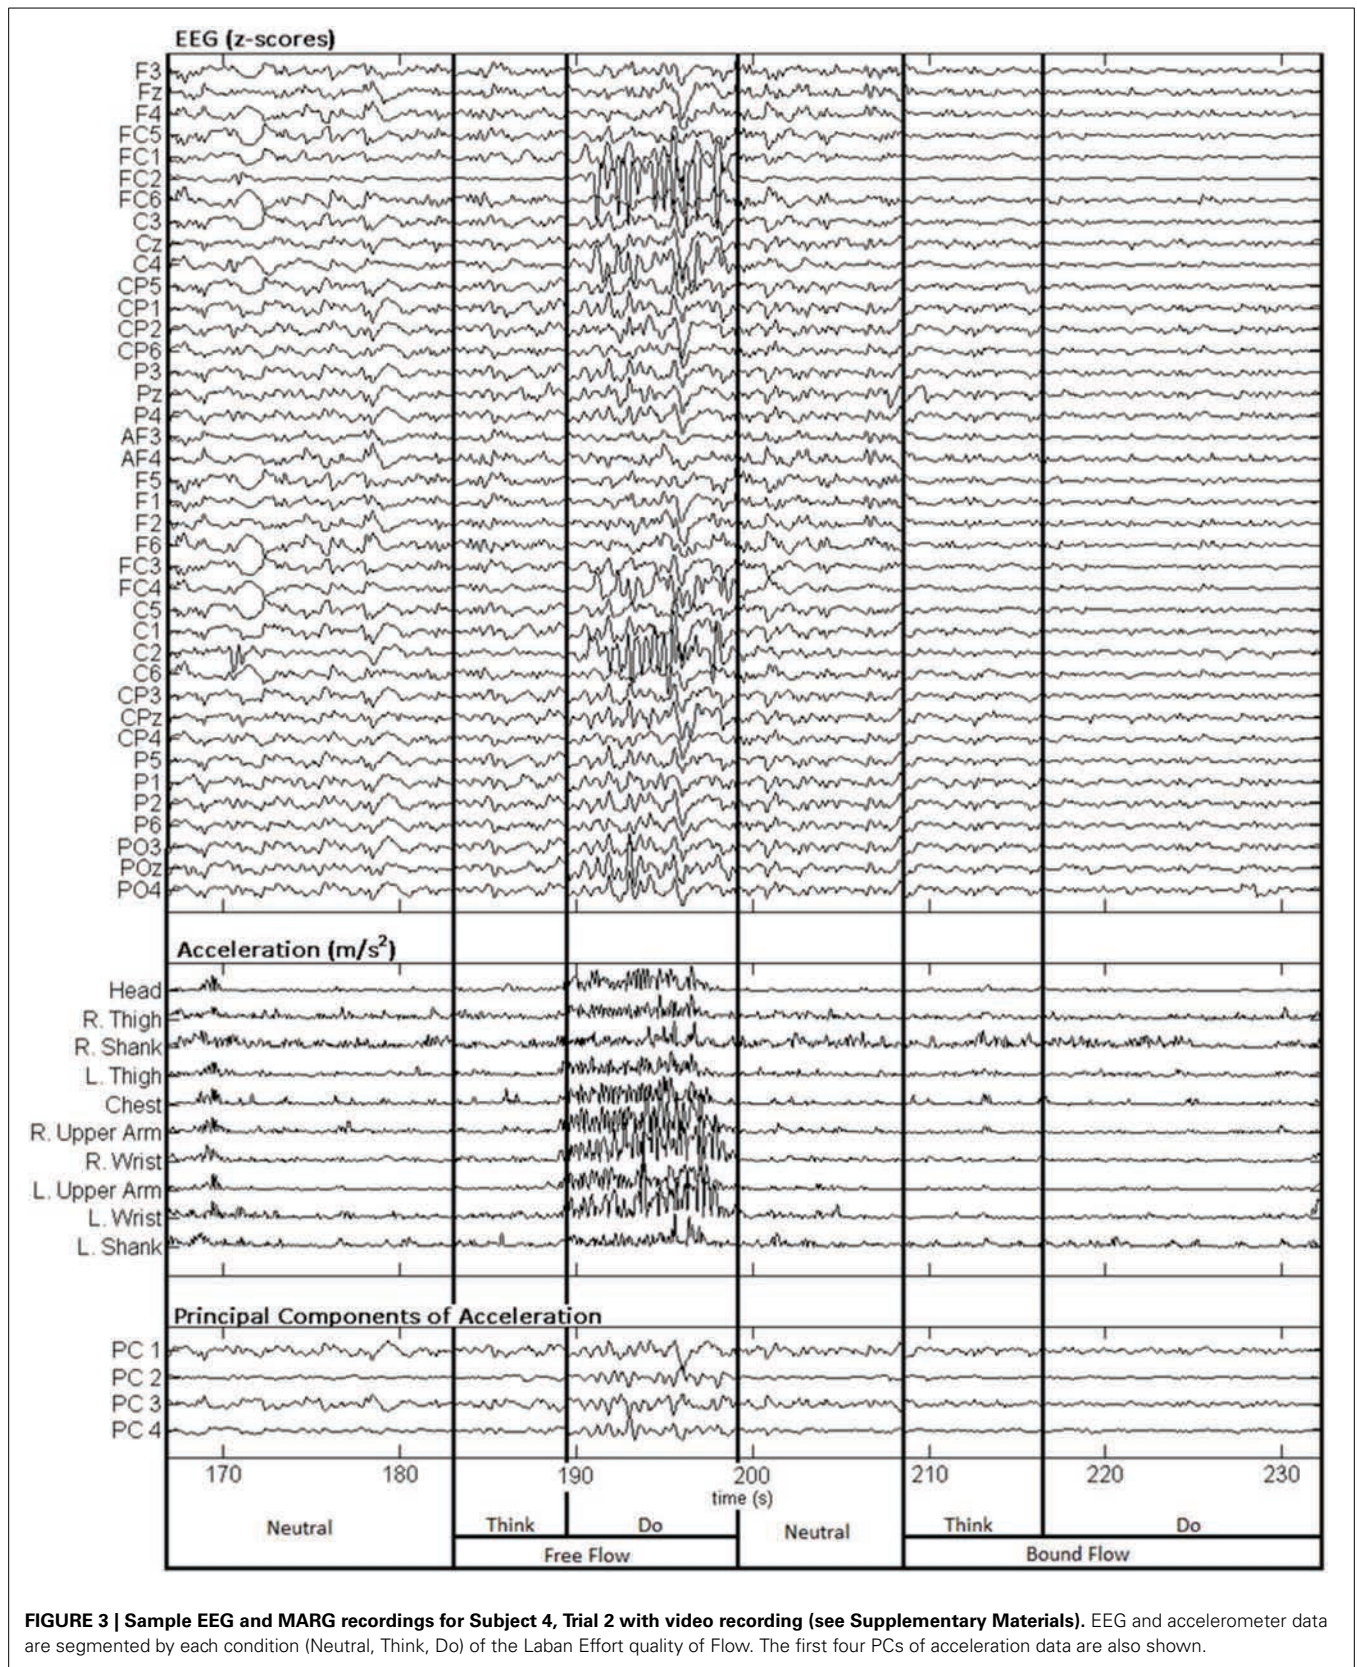 EEG (z-scores)
F3
Fz
F4
FC5
FC1
FC2
FC6
C3
Cz
C4
CP5
CP1
CP2
CP6
P3
Pz
P4
AF3
AF4
F5
F1
F2
F6
FC3
FC4
C5
C1
C2
C6
CP3
CPz
CP4
P5
P1
P2
P6
PO3
POz
PO4
Acceleration (m/s²)
Head
R. Thigh
R. Shank
L. Thigh
Chest
R. Upper Arm
R. Wrist
L. Upper Arm
L. Wrist
L. Shank
Principal Components of Acceleration
PC 1
PC 2
PC 3
PC 4
170 180 190 200 210 220 230
time (s)
Neutral Think Do Neutral Think Do
Free Flow Bound Flow
FIGURE 3 | Sample EEG and MARG recordings for Subject 4, Trial 2 with video recording (see Supplementary Materials). EEG and accelerometer data
are segmented by each condition (Neutral, Think, Do) of the Laban Effort quality of Flow. The first four PCs of acceleration data are also shown.